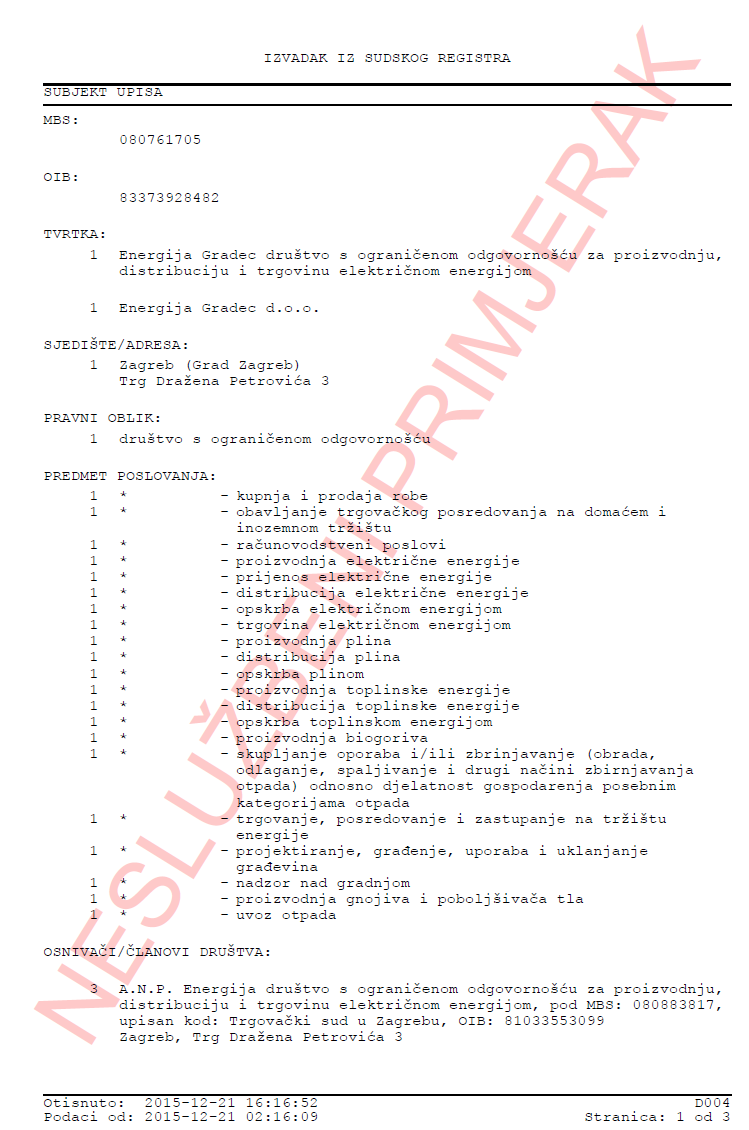 IZVADAK IZ SUDSKOG REGISTRA
SUBJEKT UPISA
MBS:
080761705
OIB:
83373928482
TVRTKA:
1 Energija Gradec društvo s ograničenom odgovornošću za proizvodnju,
distribuciju i trgovinu električnom energijom
1 Energija Gradec d.o.o.
SJEDIŠTE/ADRESA:
1 Zagreb (Grad Zagreb)
Trg Dražena Petrovića 3
PRAVNI OBLIK:
1 društvo s ograničenom odgovornošću
PREDMET POSLOVANJA:
1 * - kupnja i prodaja robe
1 * - obavljanje trgovačkog posredovanja na domaćem i
inozemnom tržištu
1 * - računovodstveni poslovi
1 * - proizvodnja električne energije
1 * - prijenos električne energije
1 * - distribucija električne energije
1 * - opskrba električnom energijom
1 * - trgovina električnom energijom
1 * - proizvodnja plina
1 * - distribucija plina
1 * - opskrba plinom
1 * - proizvodnja toplinske energije
1 * - distribucija toplinske energije
1 * - opskrba toplinskom energijom
1 * - proizvodnja biogoriva
1 * - skupljanje oporaba i/ili zbrinjavanje (obrada,
odlaganje, spaljivanje i drugi načini zbirnjavanja
otpada) odnosno djelatnost gospodarenja posebnim
kategorijama otpada
1 * - trgovanje, posredovanje i zastupanje na tržištu
energije
1 * - projektiranje, građenje, uporaba i uklanjanje
građevina
1 * - nadzor nad gradnjom
1 * - proizvodnja gnojiva i poboljšivača tla
1 * - uvoz otpada
OSNIVAČI/ČLANOVI DRUŠTVA:
3 A.N.P. Energija društvo s ograničenom odgovornošću za proizvodnju,
distribuciju i trgovinu električnom energijom, pod MBS: 080883817,
upisan kod: Trgovački sud u Zagrebu, OIB: 81033553099
Zagreb, Trg Dražena Petrovića 3
Otisnuto: 2015-12-21 16:16:52 D004
Podaci od: 2015-12-21 02:16:09 Stranica: 1 od 3
NESLUŽBENI PRIMJERAK